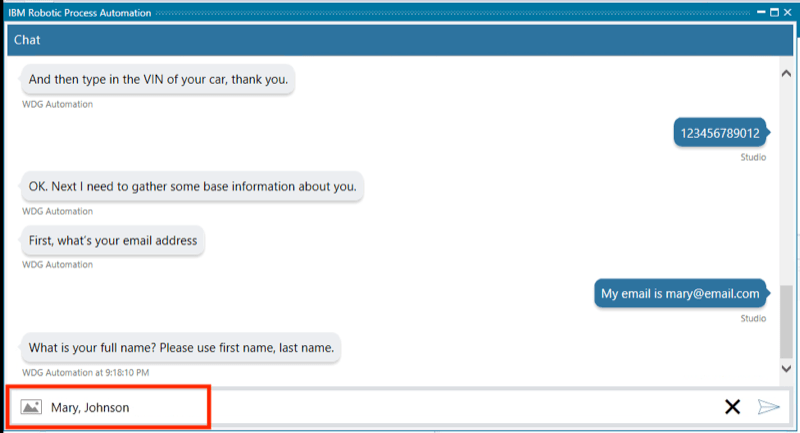 IBM Robotic Process Automation
Chat
And then type in the VIN of your car, thank you.
WDG Automation
123456789012
Studio
OK. Next I need to gather some base information about you.
WDG Automation
First, what's your email address
WDG Automation
My email is mary@email.com
Studio
What is your full name? Please use first name, last name.
WDG Automation at 9:18:10 PM
Mary, Johnson